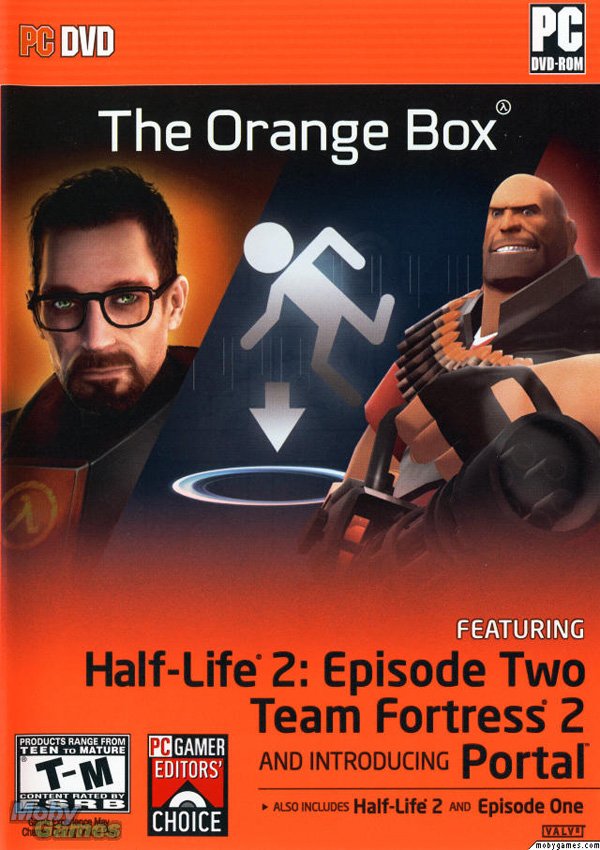 PC DVD
PC
DVD-ROM
The Orange Box
FEATURING
Half-Life® 2: Episode Two
Team Fortress® 2
AND INTRODUCING Portal™
▸ ALSO INCLUDES Half-Life® 2 AND Episode One
PRODUCTS RANGE FROM
TEEN TO MATURE
T-M
CONTENT RATED BY
ESRB
PC GAMER
EDITORS'
CHOICE
Moby
Games
VALVE
mobygames.com